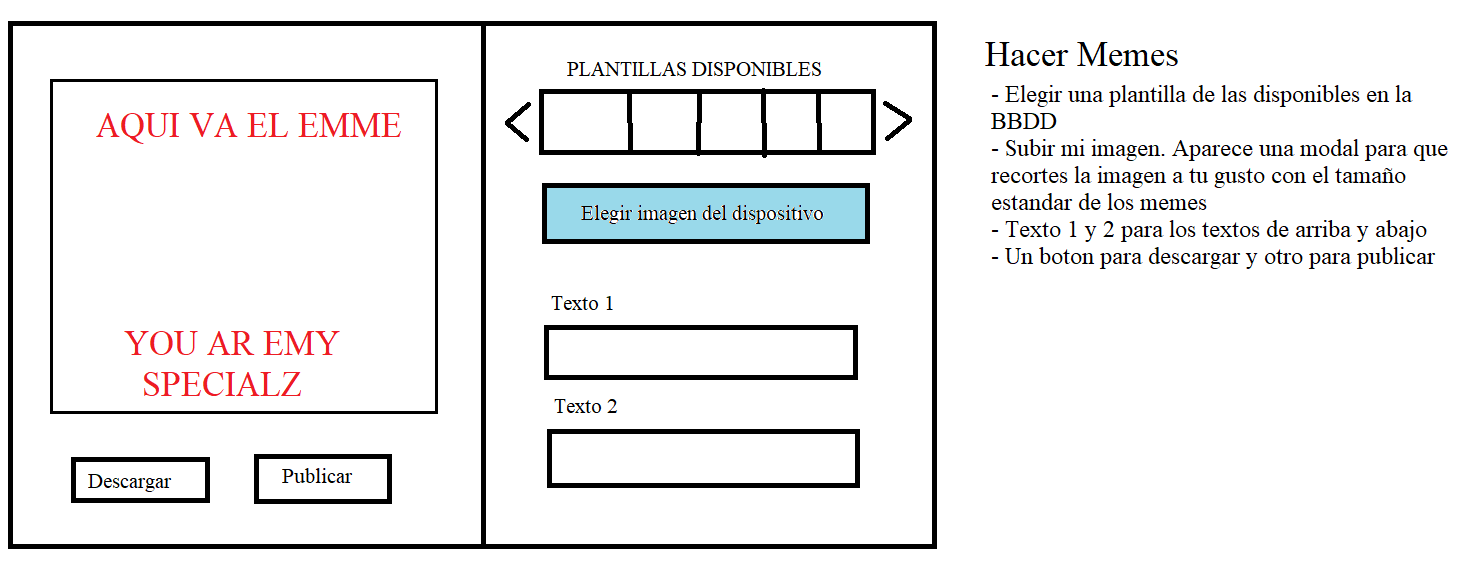 AQUI VA EL EMME
YOU AR EMY
SPECIALZ
Descargar
Publicar
PLANTILLAS DISPONIBLES
Elegir imagen del dispositivo
Texto 1
Texto 2
Hacer Memes
- Elegir una plantilla de las disponibles en la
BBDD
- Subir mi imagen. Aparece una modal para que
recortes la imagen a tu gusto con el tamaño
estandar de los memes
- Texto 1 y 2 para los textos de arriba y abajo
- Un boton para descargar y otro para publicar